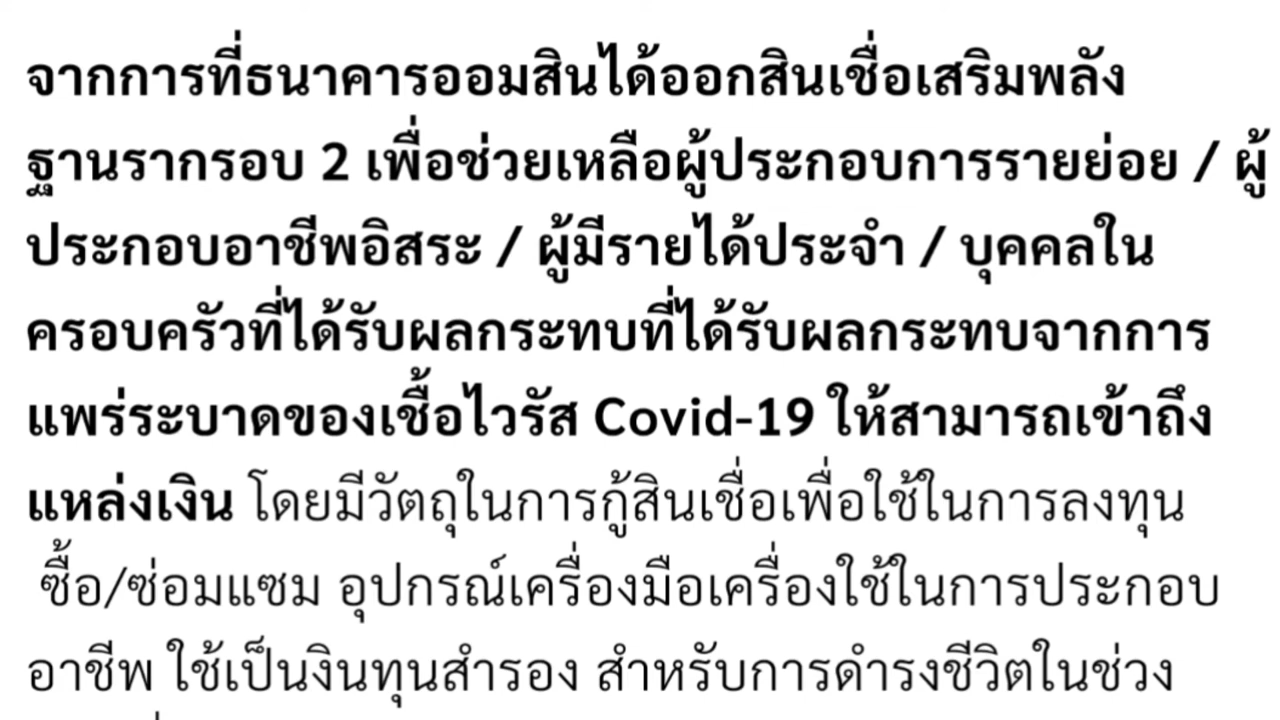 จากการที่ธนาคารออมสินได้ออกสินเชื่อเสริมพลัง
ฐานรากรอบ 2 เพื่อช่วยเหลือผู้ประกอบการรายย่อย / ผู้
ประกอบอาชีพอิสระ / ผู้มีรายได้ประจำ / บุคคลใน
ครอบครัวที่ได้รับผลกระทบที่ได้รับผลกระทบจากการ
แพร่ระบาดของเชื้อไวรัส Covid-19 ให้สามารถเข้าถึง
แหล่งเงิน โดยมีวัตถุในการกู้สินเชื่อเพื่อใช้ในการลงทุน
ซื้อ/ซ่อมแซม อุปกรณ์เครื่องมือเครื่องใช้ในการประกอบ
อาชีพ ใช้เป็นงินทุนสำรอง สำหรับการดำรงชีวิตในช่วง